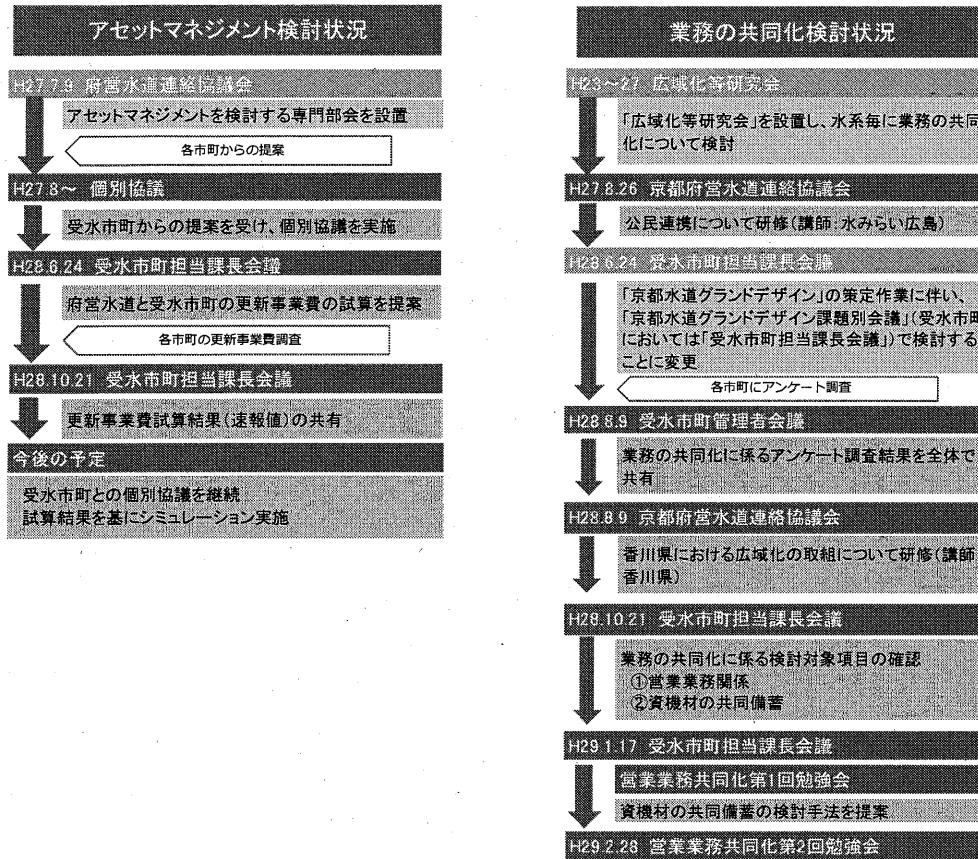 アセットマネジメント検討状況
H27.7.9 府営水道連絡協議会
アセットマネジメントを検討する専門部会を設置
各市町からの提案
H27.8～ 個別協議
受水市町からの提案を受け、個別協議を実施
H28.6.24 受水市町担当課長会議
府営水道と受水市町の更新事業費の試算を提案
各市町の更新事業費調査
H28.10.21 受水市町担当課長会議
更新事業費試算結果(速報値)の共有
今後の予定
受水市町との個別協議を継続
試算結果を基にシミュレーション実施
業務の共同化検討状況
H23～27 広域化等研究会
「広域化等研究会」を設置し、水系毎に業務の共同
化について検討
H27.8.26 京都府営水道連絡協議会
公民連携について研修(講師:水みらい広島)
H28.6.24 受水市町担当課長会議
「京都水道グランドデザイン」の策定作業に伴い、
「京都水道グランドデザイン課題別会議」(受水市町
においては「受水市町担当課長会議」)で検討する
ことに変更
各市町にアンケート調査
H28.8.9 受水市町管理者会議
業務の共同化に係るアンケート調査結果を全体で
共有
H28.8.9 京都府営水道連絡協議会
香川県における広域化の取組について研修(講師
香川県)
H28.10.21 受水市町担当課長会議
業務の共同化に係る検討対象項目の確認
①営業業務関係
②資機材の共同備蓄
H29.1.17 受水市町担当課長会議
営業業務共同化第1回勉強会
資機材の共同備蓄の検討手法を提案
H29.2.28 営業業務共同化第2回勉強会